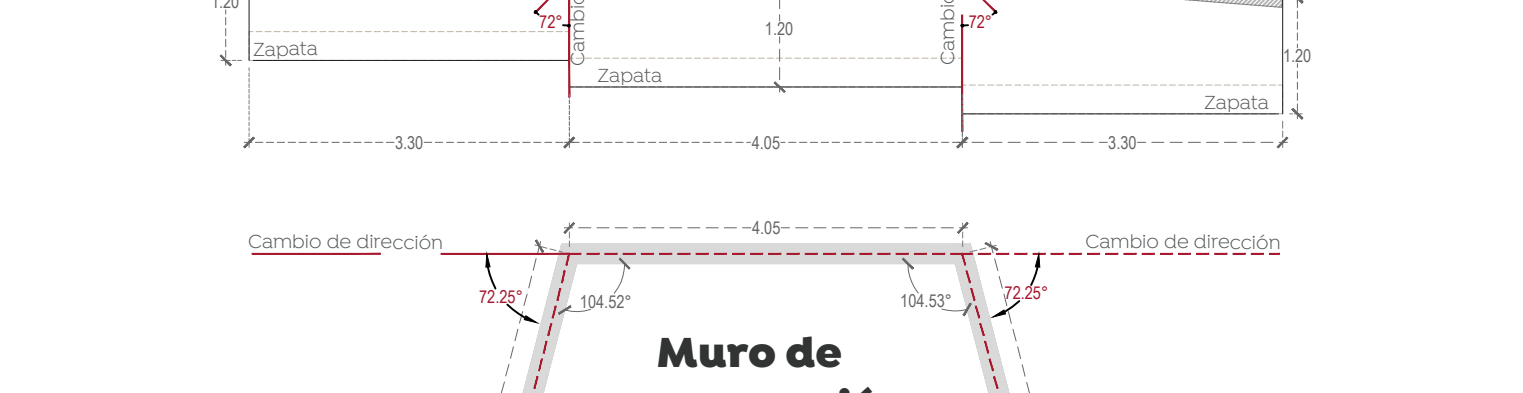 1.20
72°
Cambio
1.20
Cambio
72°
1.20
Zapata
Zapata
Zapata
3.30
4.05
3.30
4.05
Cambio de dirección
Cambio de dirección
72.25°
104.52°
104.53°
72.25°
Muro de